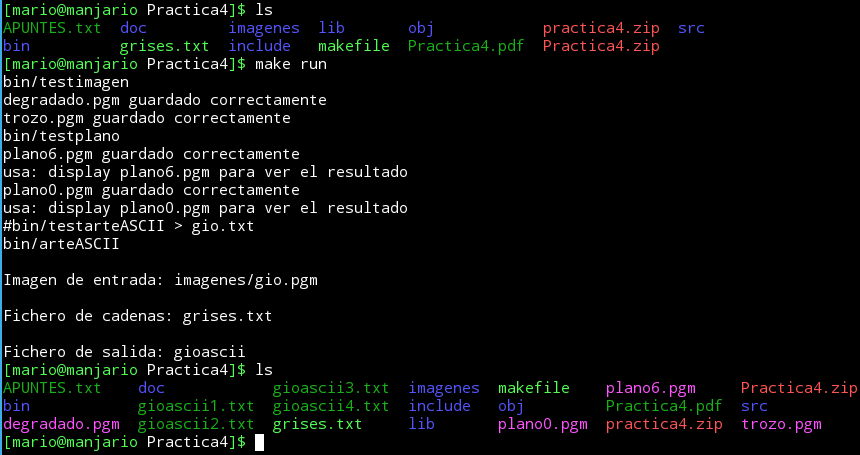 [mario@manjario Practica4]$ ls
APUNTES.txt doc imagenes lib obj practica4.zip src
bin grises.txt include makefile Practica4.pdf Practica4.zip
[mario@manjario Practica4]$ make run
bin/testimagen
degradado.pgm guardado correctamente
trozo.pgm guardado correctamente
bin/testplano
plano6.pgm guardado correctamente
usa: display plano6.pgm para ver el resultado
plano0.pgm guardado correctamente
usa: display plano0.pgm para ver el resultado
#bin/testarteASCII > gio.txt
bin/arteASCII
Imagen de entrada: imagenes/gio.pgm
Fichero de cadenas: grises.txt
Fichero de salida: gioascii
[mario@manjario Practica4]$ ls
APUNTES.txt doc gioascii3.txt imagenes makefile plano6.pgm Practica4.zip
bin gioascii1.txt gioascii4.txt include obj Practica4.pdf src
degradado.pgm gioascii2.txt grises.txt lib plano0.pgm practica4.zip trozo.pgm
[mario@manjario Practica4]$